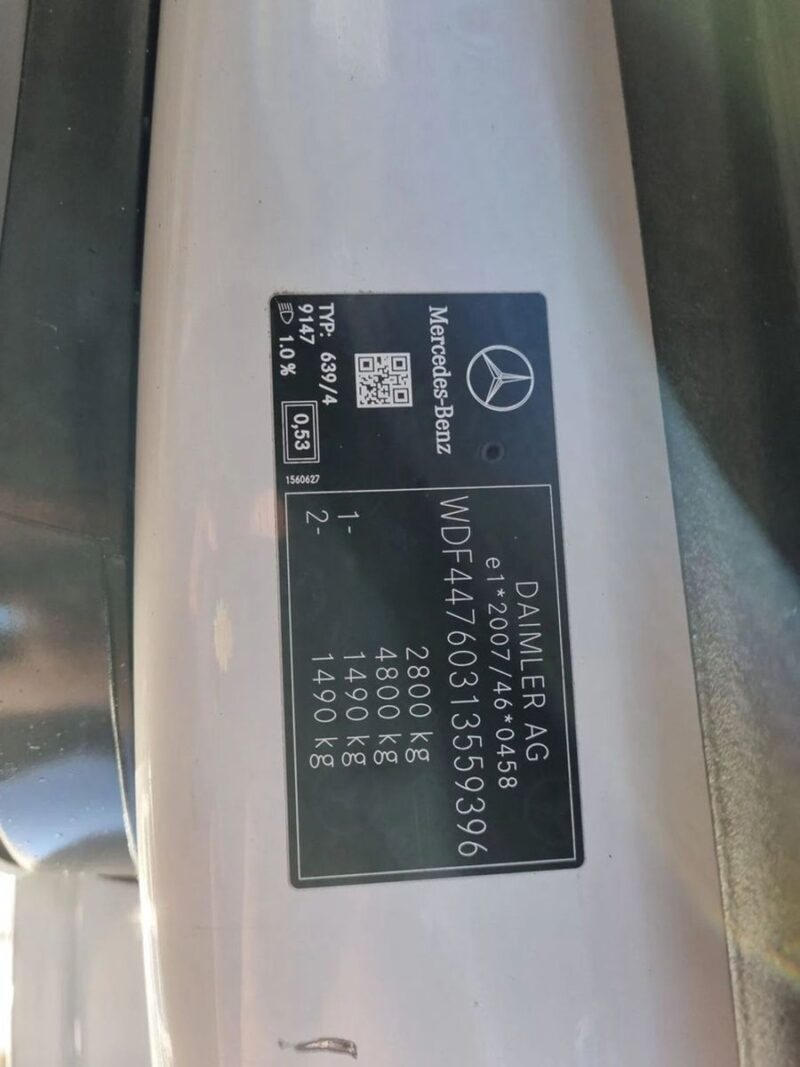 Mercedes-Benz
TYP: 639/4
9147
1.0 %
0,53
1560627
DAIMLER AG
e1*2007/46*0458
WDF44760313559396
2800 kg
4800 kg
1- 1490 kg
2- 1490 kg